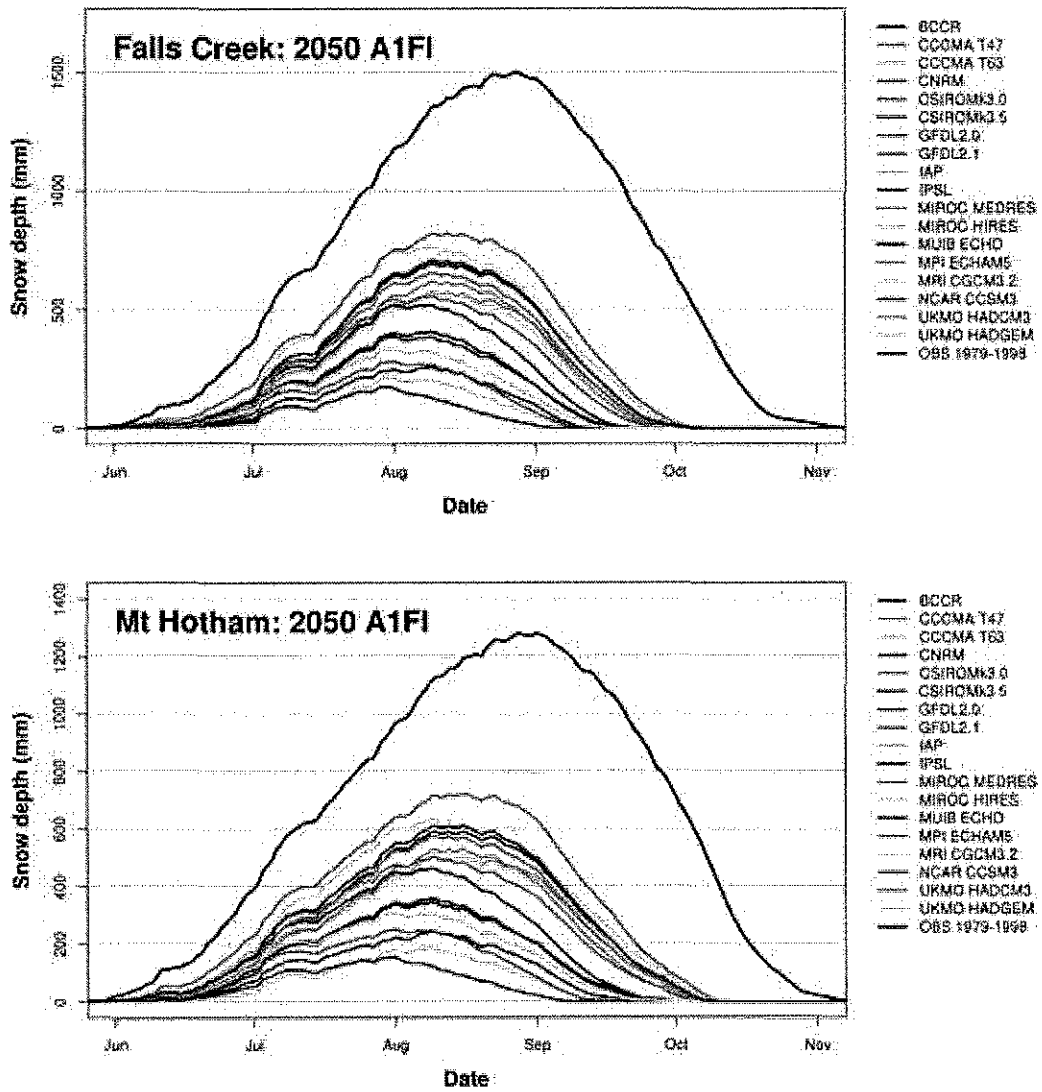 Falls Creek: 2050 A1FI
Snow depth (mm)
1500
1000
500
0
Jun
Jul
Aug
Sep
Oct
Nov
Date
BCCR
CCCMA T47
CCCMA T63
CNRM
CSIROMk3.0
CSIROMk3.5
GFDL2.0
GFDL2.1
IAP
IPSL
MIROC MEDRES
MIROC HIRES
MUIB ECHO
MPI ECHAM5
MRI CGCM3.2
NCAR CCSM3
UKMO HADCM3
UKMO HADGEM
OBS 1979-1998
Mt Hotham: 2050 A1FI
Snow depth (mm)
1400
1200
1000
800
600
400
200
0
Jun
Jul
Aug
Sep
Oct
Nov
Date
BCCR
CCCMA T47
CCCMA T63
CNRM
CSIROMk3.0
CSIROMk3.5
GFDL2.0
GFDL2.1
IAP
IPSL
MIROC MEDRES
MIROC HIRES
MUIB ECHO
MPI ECHAM5
MRI CGCM3.2
NCAR CCSM3
UKMO HADCM3
UKMO HADGEM
OBS 1979-1998